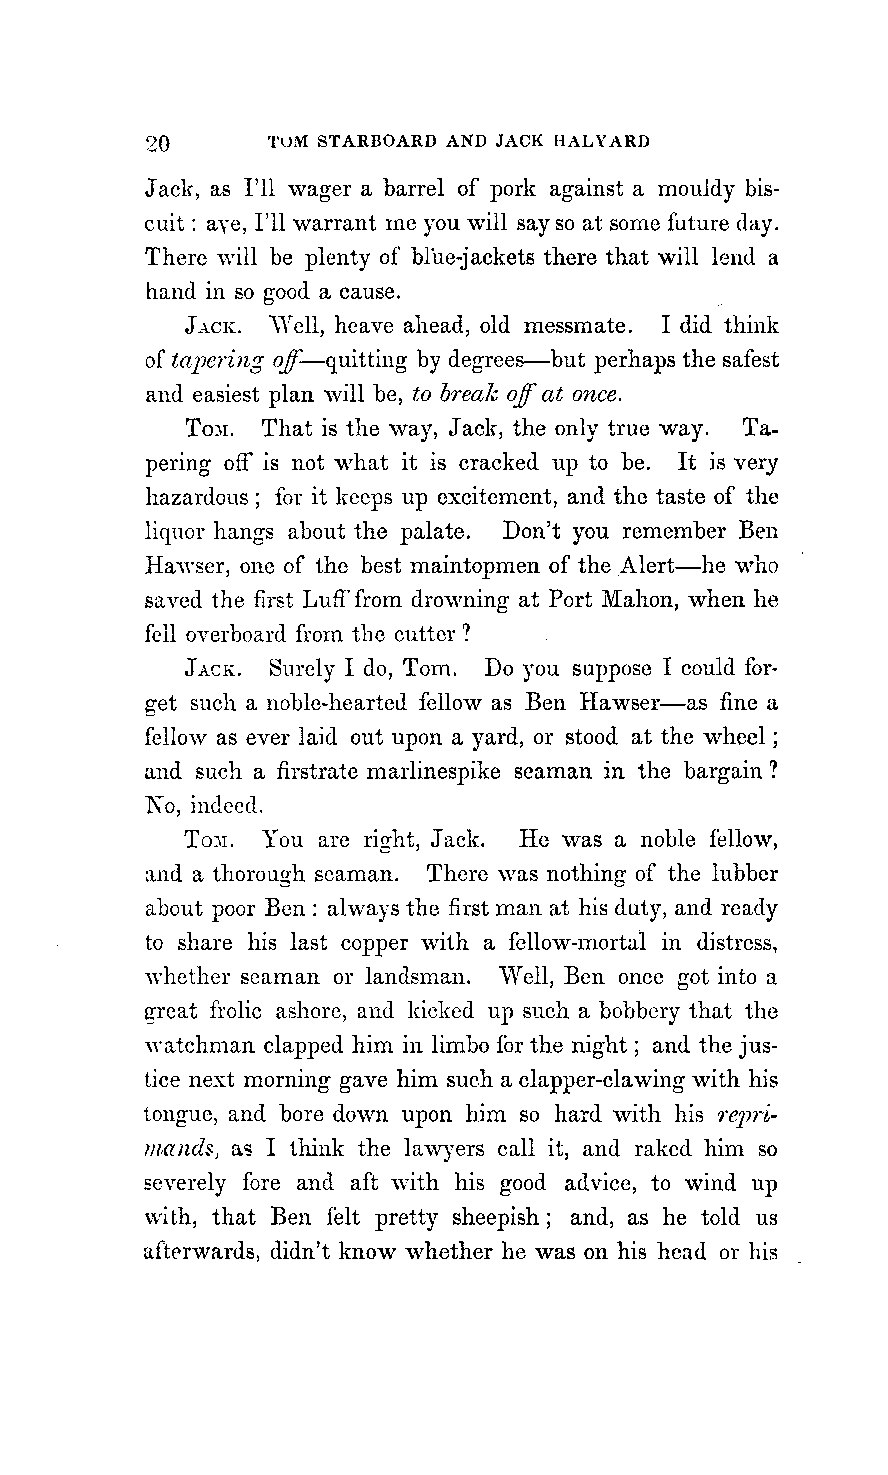 20 TOM STARBOARD AND JACK HALYARD
Jack, as I'll wager a barrel of pork against a mouldy bis-
cuit : aye, I'll warrant me you will say so at some future day.
There will be plenty of blue-jackets there that will lend a
hand in so good a cause.
JACK. Well, heave ahead, old messmate. I did think
of tapering off—quitting by degrees—but perhaps the safest
and easiest plan will be, to break off at once.
TOM. That is the way, Jack, the only true way. Ta-
pering off is not what it is cracked up to be. It is very
hazardous ; for it keeps up excitement, and the taste of the
liquor hangs about the palate. Don't you remember Ben
Hawser, one of the best maintopmen of the Alert—he who
saved the first Luff from drowning at Port Mahon, when he
fell overboard from the cutter ?
JACK. Surely I do, Tom. Do you suppose I could for-
get such a noble-hearted fellow as Ben Hawser—as fine a
fellow as ever laid out upon a yard, or stood at the wheel ;
and such a firstrate marlinespike seaman in the bargain ?
No, indeed.
TOM. You are right, Jack. He was a noble fellow,
and a thorough seaman. There was nothing of the lubber
about poor Ben : always the first man at his duty, and ready
to share his last copper with a fellow-mortal in distress,
whether seaman or landsman. Well, Ben once got into a
great frolic ashore, and kicked up such a bobbery that the
watchman clapped him in limbo for the night ; and the jus-
tice next morning gave him such a clapper-clawing with his
tongue, and bore down upon him so hard with his repri-
mands, as I think the lawyers call it, and raked him so
severely fore and aft with his good advice, to wind up
with, that Ben felt pretty sheepish ; and, as he told us
afterwards, didn't know whether he was on his head or his